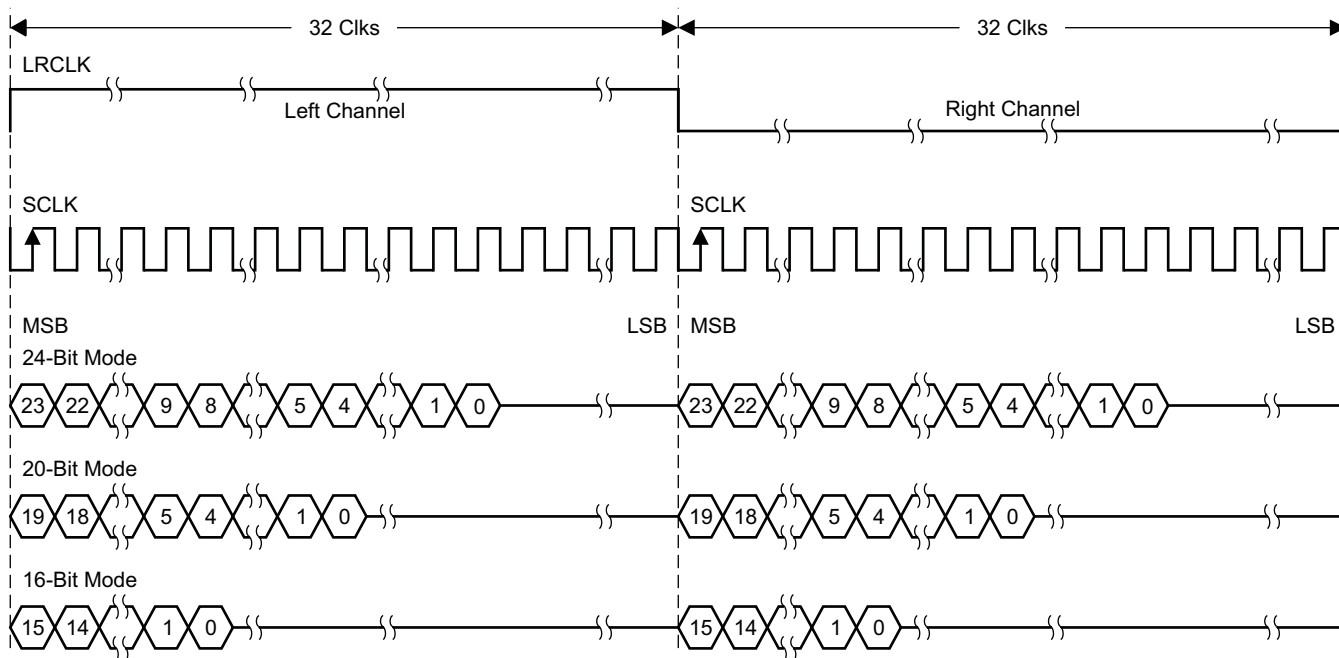 32 Clks 32 Clks
LRCLK
Left Channel Right Channel
SCLK SCLK
MSB LSB MSB LSB
24-Bit Mode
23 22 9 8 5 4 1 0 23 22 9 8 5 4 1 0
20-Bit Mode
19 18 5 4 1 0 19 18 5 4 1 0
16-Bit Mode
15 14 1 0 15 14 1 0